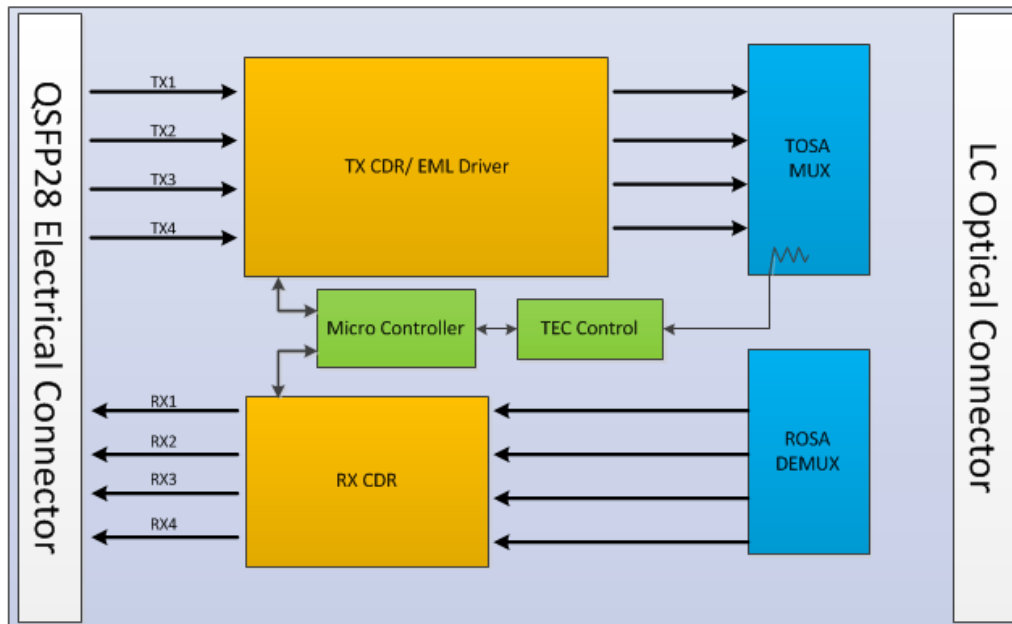 QSFP28 Electrical Connector
TX1
TX2
TX3
TX4
TX CDR/ EML Driver
TOSA
MUX
LC Optical Connector
Micro Controller
TEC Control
RX1
RX2
RX3
RX4
RX CDR
ROSA
DEMUX